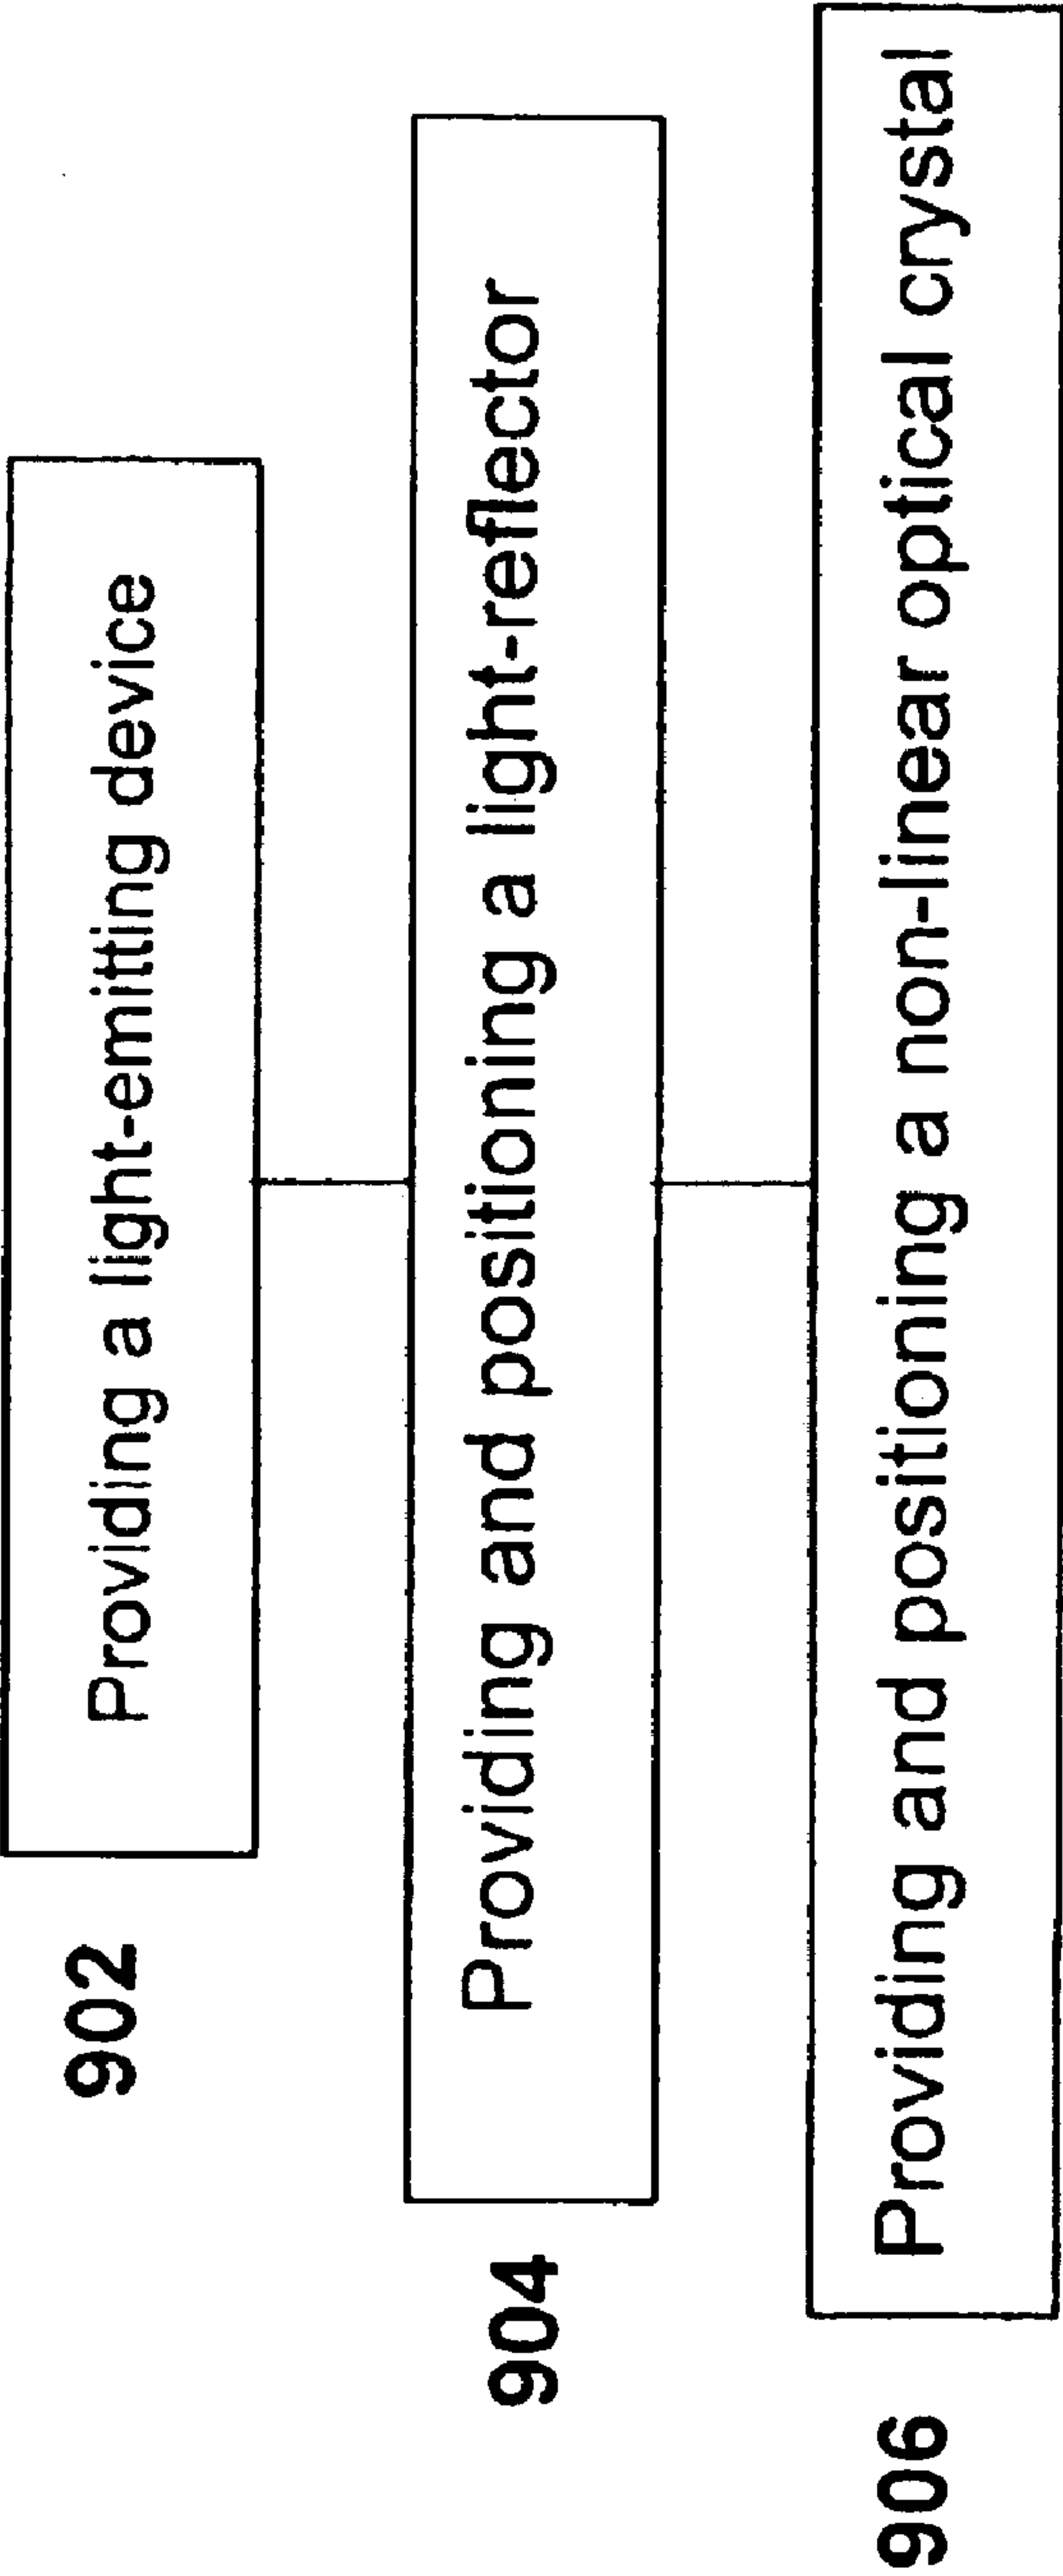 902 Providing a light-emitting device
904 Providing and positioning a light-reflector
906 Providing and positioning a non-linear optical crystal